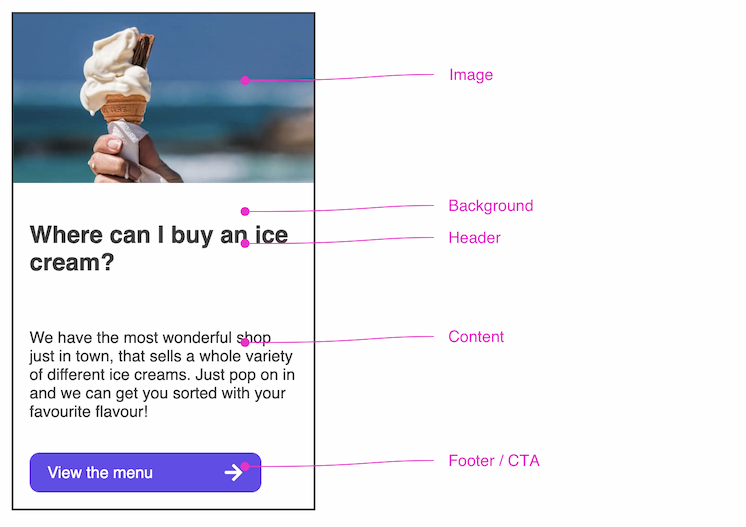 Image
Background
Where can I buy an ice
cream?
Header
We have the most wonderful shop
just in town, that sells a whole variety
of different ice creams. Just pop on in
and we can get you sorted with your
favourite flavour!
Content
View the menu
Footer / CTA